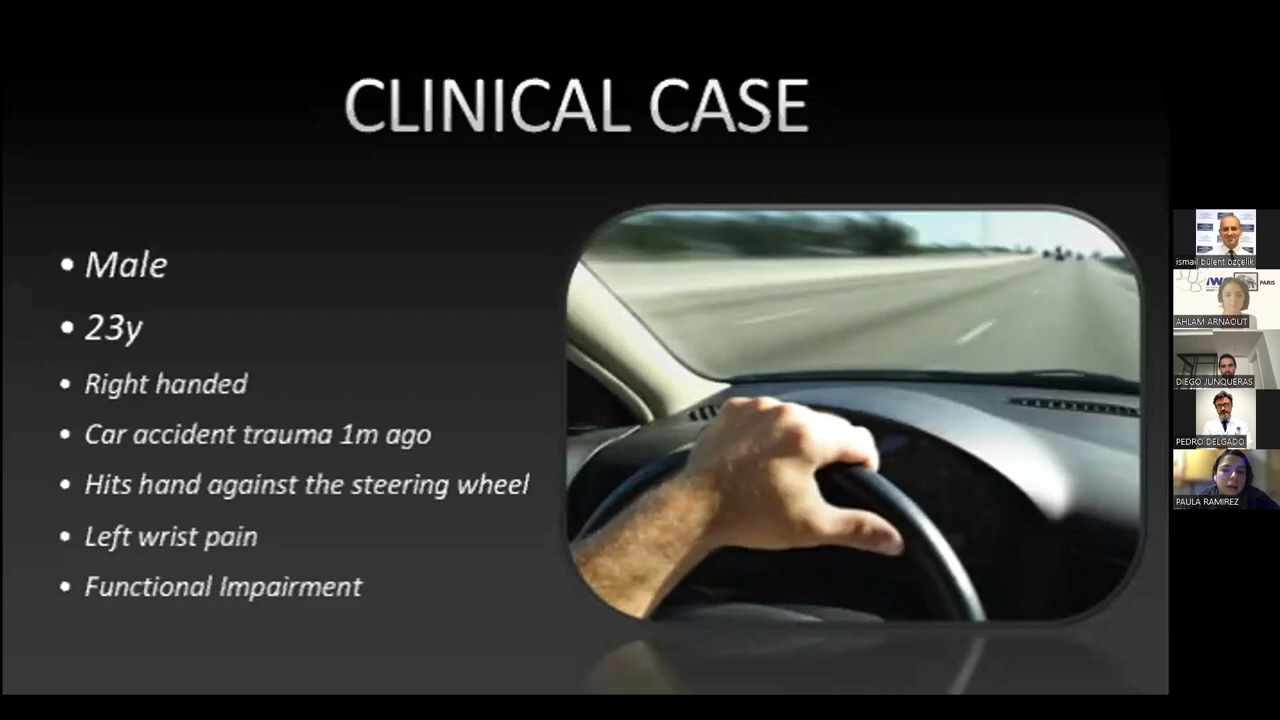 CLINICAL CASE
• Male
• 23y
• Right handed
• Car accident trauma 1m ago
• Hits hand against the steering wheel
• Left wrist pain
• Functional Impairment
ismail bülent özçelik
PARIS
AHLAM ARNAOUT
DIEGO JUNQUERAS
PEDRO DELGADO
PAULA RAMIREZ